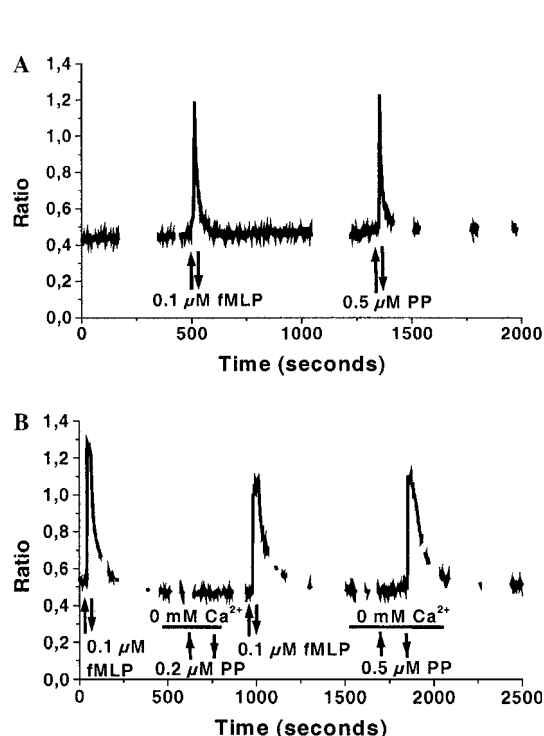 A
1,4
1,2
1,0
0,8
0,6
0,4
0,2
0,0
Ratio
0.1 µM fMLP
0.5 µM PP
0 500 1000 1500 2000
Time (seconds)
B
1,4
1,2
1,0
0,8
0,6
0,4
0,2
0,0
Ratio
0 mM Ca²⁺
0 mM Ca²⁺
0.1 µM
fMLP
0.2 µM PP
0.1 µM fMLP
0.5 µM PP
0 500 1000 1500 2000 2500
Time (seconds)